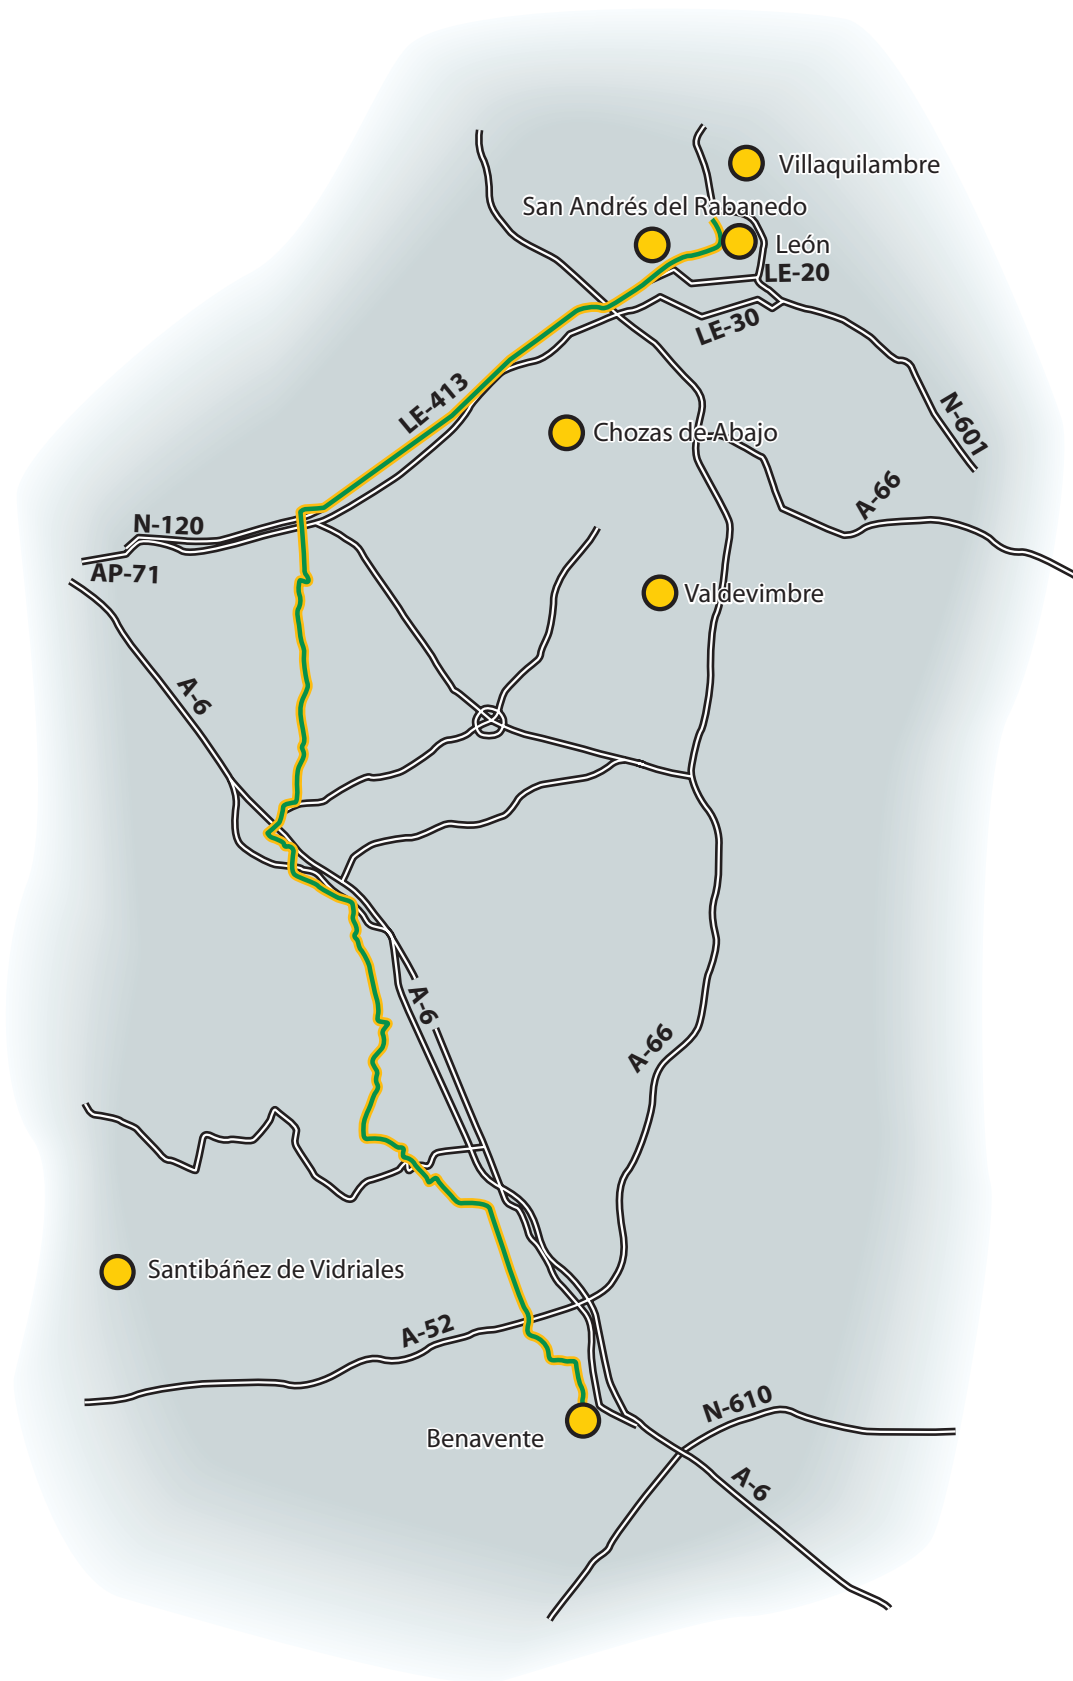 Villaquilambre
San Andrés del Rabanedo
León
LE-20
LE-30
LE-413
N-601
Chozas de Abajo
A-66
N-120
AP-71
Valdevimbre
A-6
A-6
A-66
Santibáñez de Vidriales
A-52
N-610
Benavente
A-6